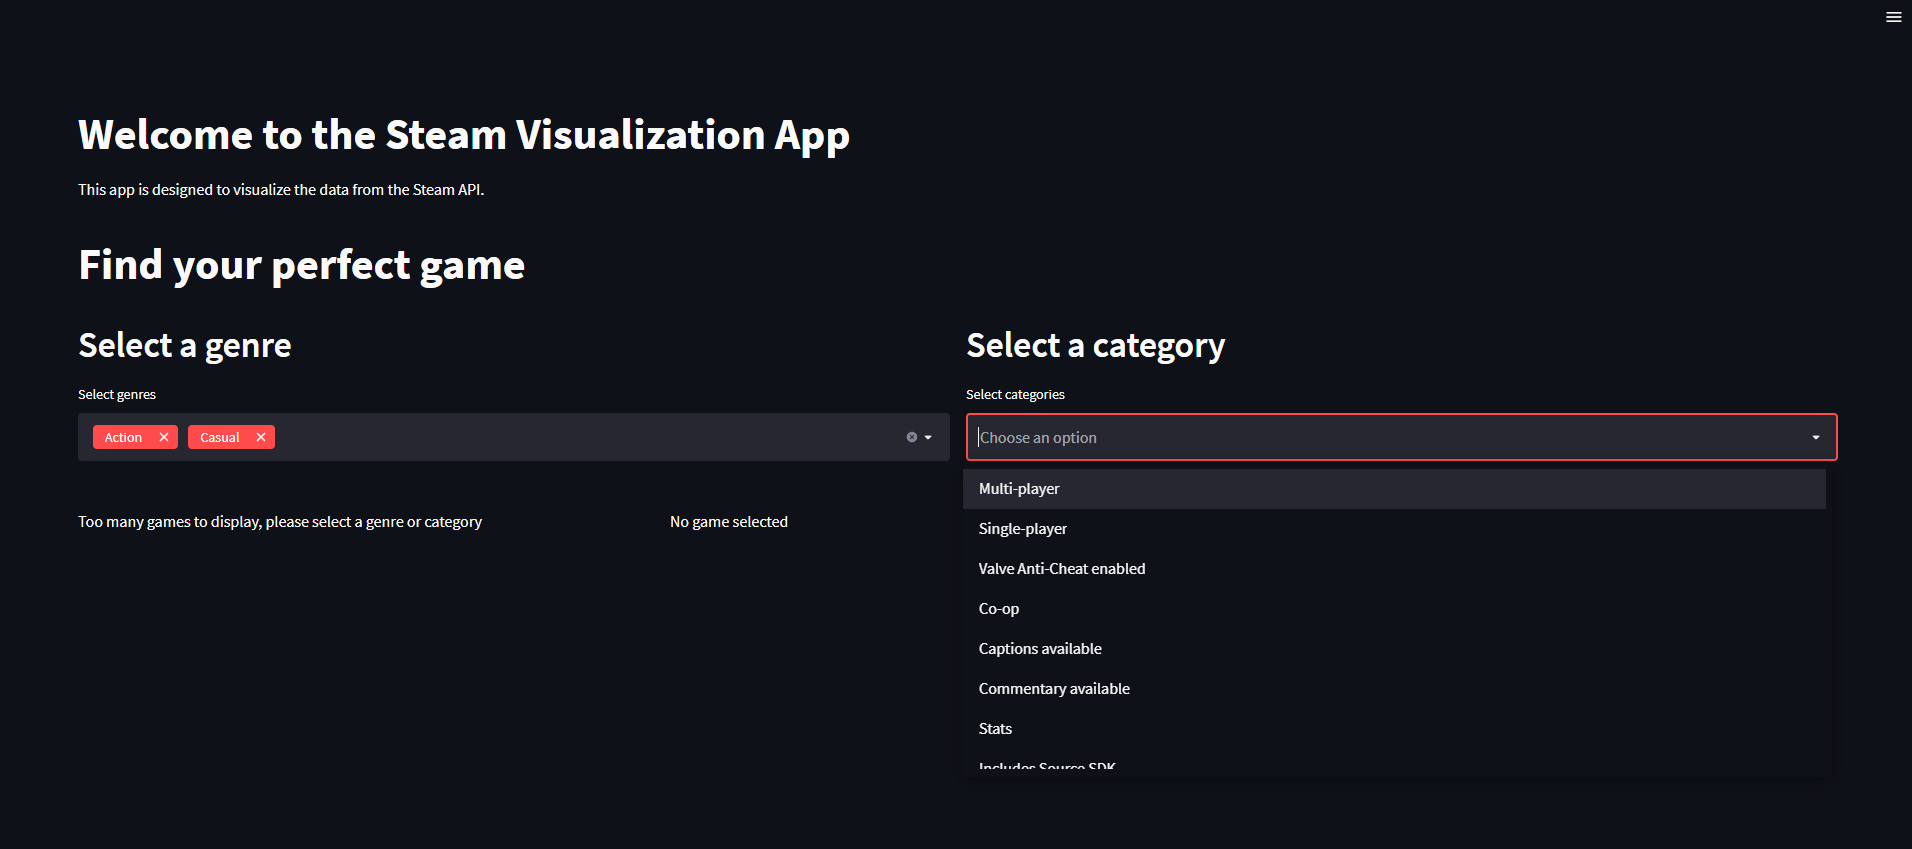 Welcome to the Steam Visualization App
This app is designed to visualize the data from the Steam API.
Find your perfect game
Select a genre
Select genres
Action
Casual
Too many games to display, please select a genre or category
No game selected
Select a category
Select categories
Choose an option
Multi-player
Single-player
Valve Anti-Cheat enabled
Co-op
Captions available
Commentary available
Stats
Includes Source SDK